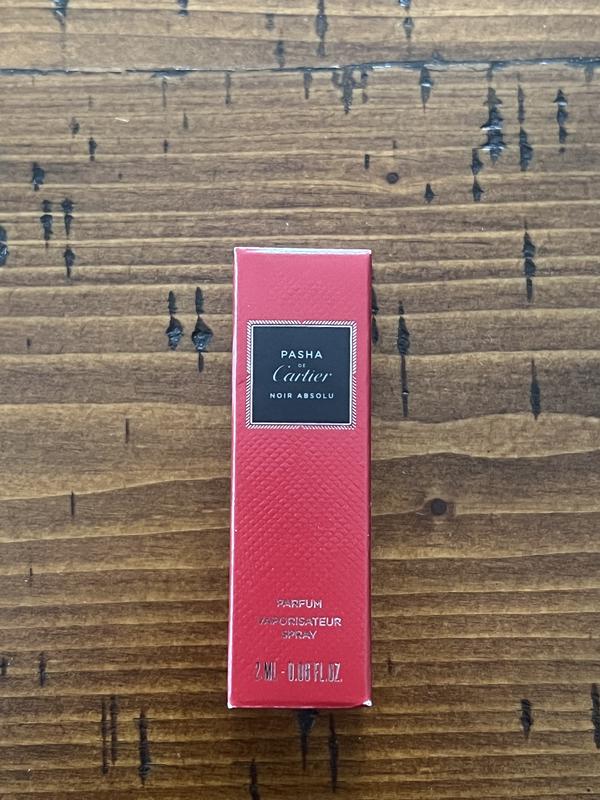 PASHA
DE
Cartier
NOIR ABSOLU
PARFUM
VAPORISATEUR
SPRAY
2 ML - 0.06 FL.OZ.